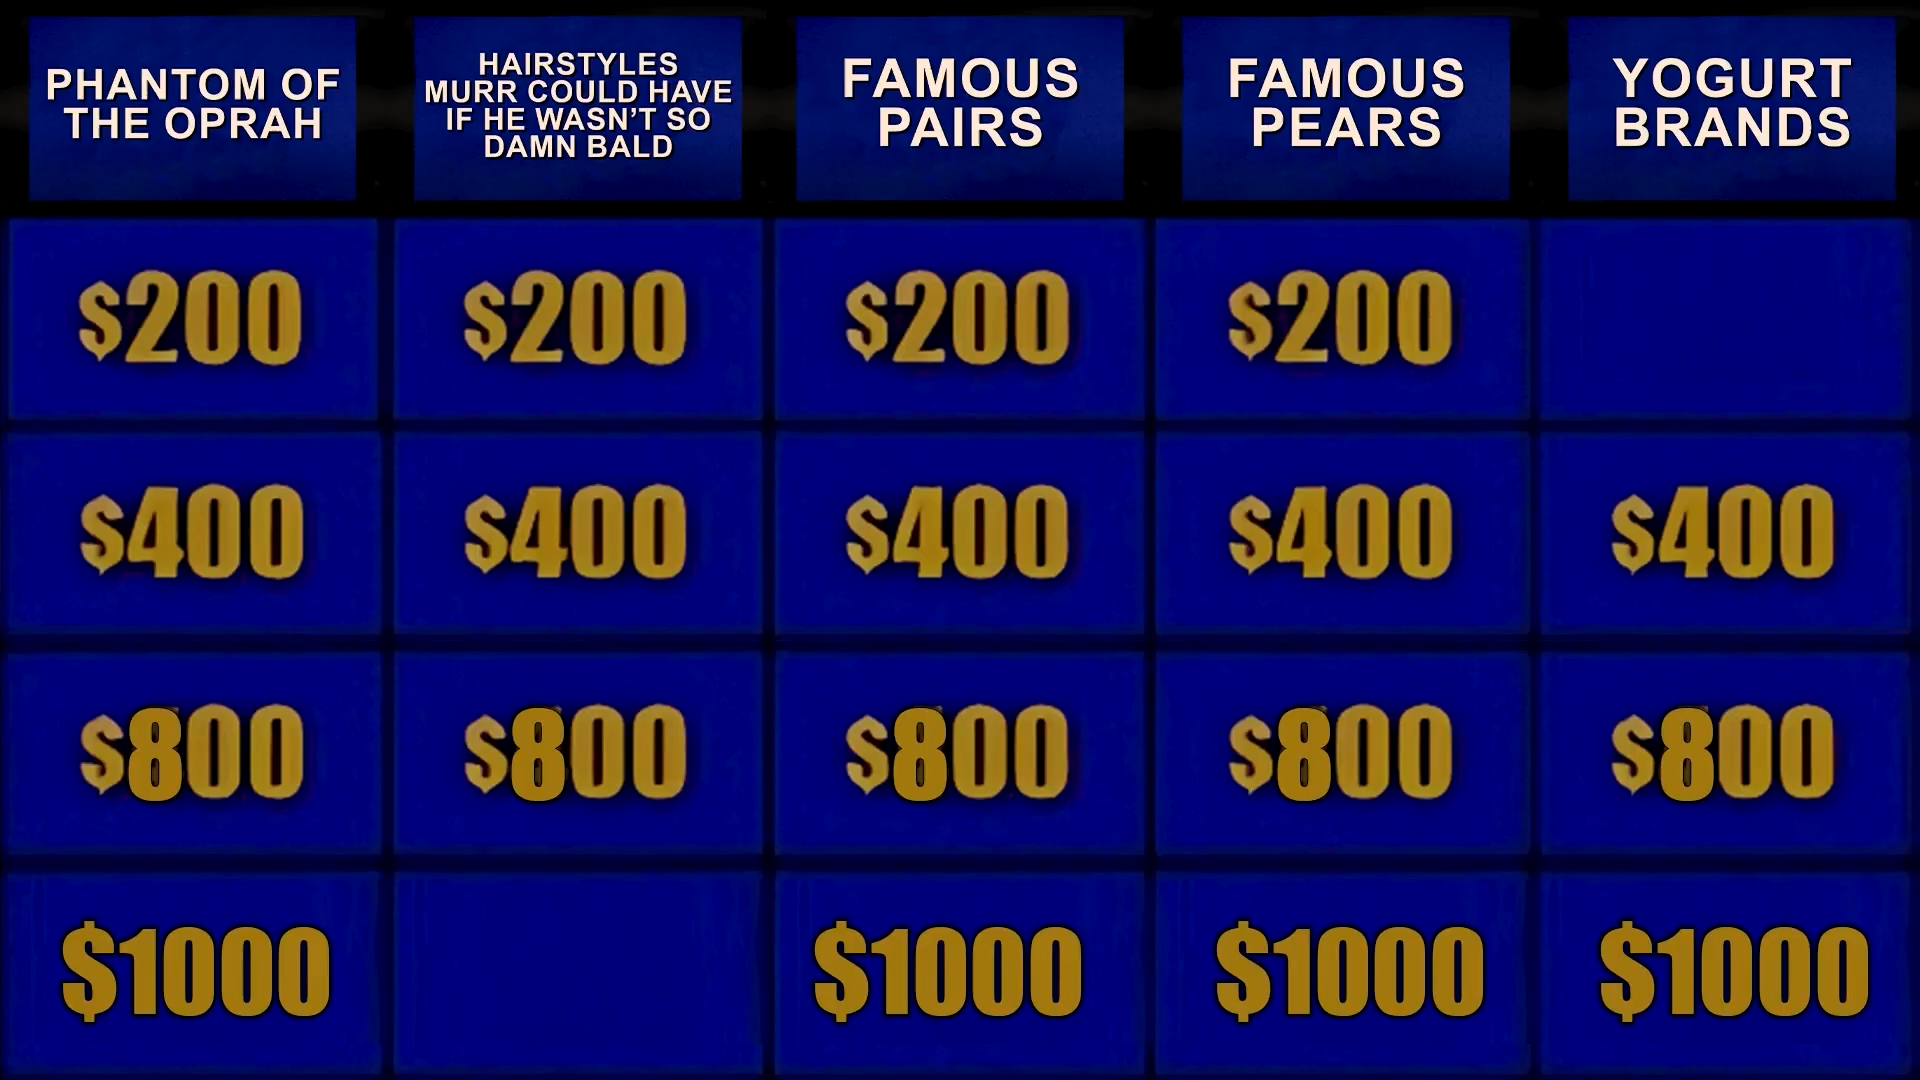 PHANTOM OF
THE OPRAH
HAIRSTYLES
MURR COULD HAVE
IF HE WASN'T SO
DAMN BALD
FAMOUS
PAIRS
FAMOUS
PEARS
YOGURT
BRANDS
$200
$200
$200
$200
$400
$400
$400
$400
$400
$800
$800
$800
$800
$800
$1000
$1000
$1000
$1000